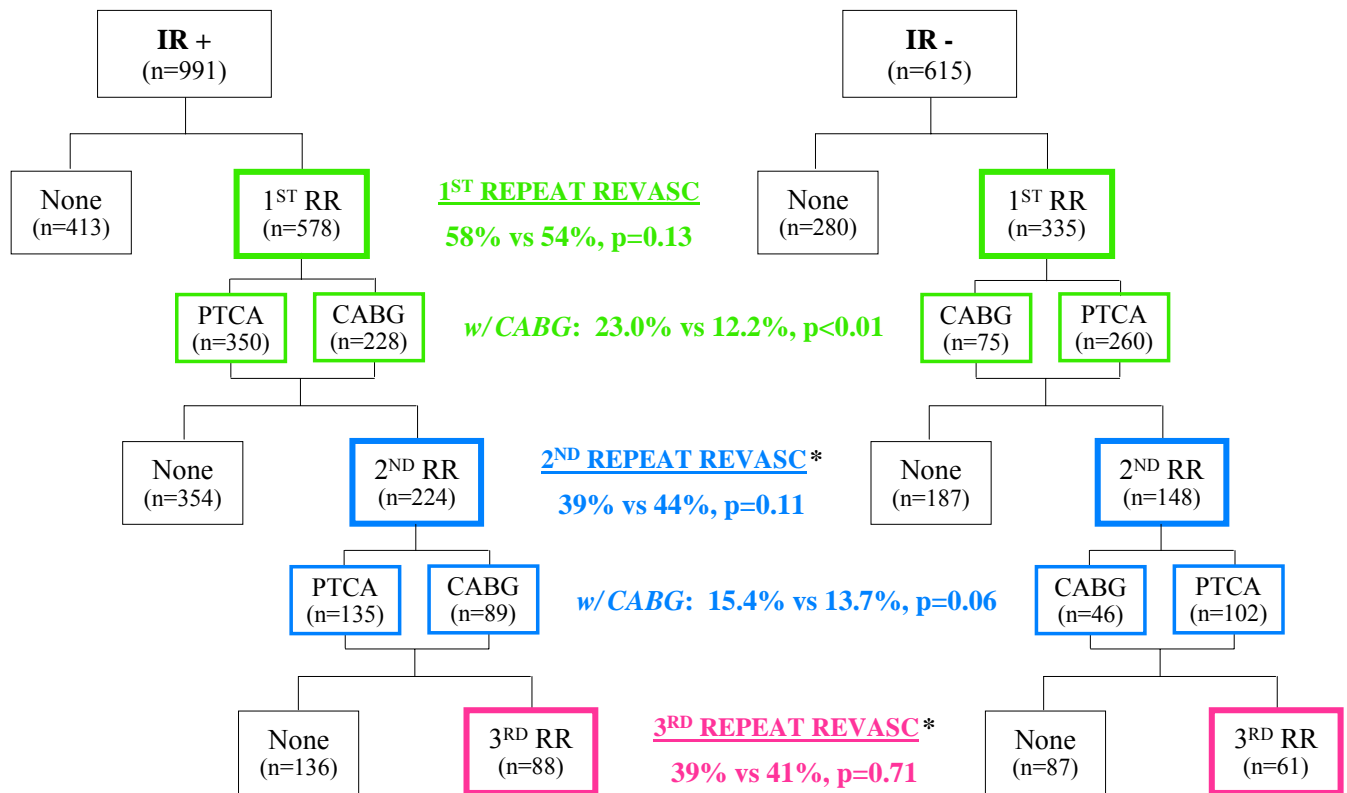 IR +
(n=991)
IR -
(n=615)
None
(n=413)
1ST RR
(n=578)
1ST REPEAT REVASC
58% vs 54%, p=0.13
None
(n=280)
1ST RR
(n=335)
PTCA
(n=350)
CABG
(n=228)
w/ CABG: 23.0% vs 12.2%, p<0.01
CABG
(n=75)
PTCA
(n=260)
None
(n=354)
2ND RR
(n=224)
2ND REPEAT REVASC*
39% vs 44%, p=0.11
None
(n=187)
2ND RR
(n=148)
PTCA
(n=135)
CABG
(n=89)
w/ CABG: 15.4% vs 13.7%, p=0.06
CABG
(n=46)
PTCA
(n=102)
None
(n=136)
3RD RR
(n=88)
3RD REPEAT REVASC*
39% vs 41%, p=0.71
None
(n=87)
3RD RR
(n=61)